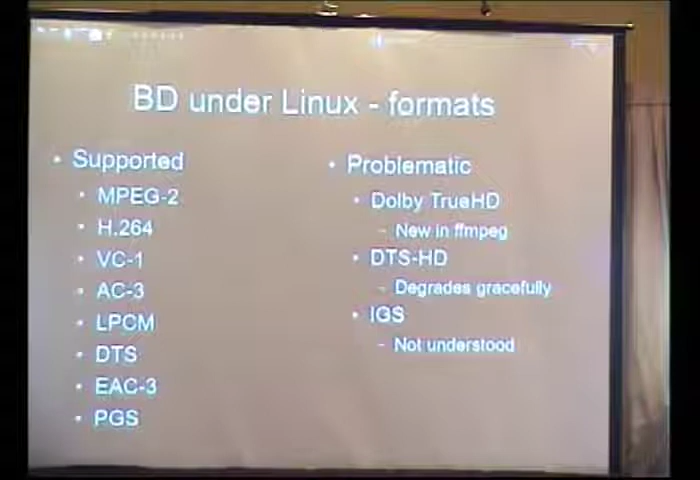 BD under Linux - formats
• Supported
• MPEG-2
• H.264
• VC-1
• AC-3
• LPCM
• DTS
• EAC-3
• PGS
• Problematic
• Dolby TrueHD
- New in ffmpeg
• DTS-HD
- Degrades gracefully
• IGS
- Not understood